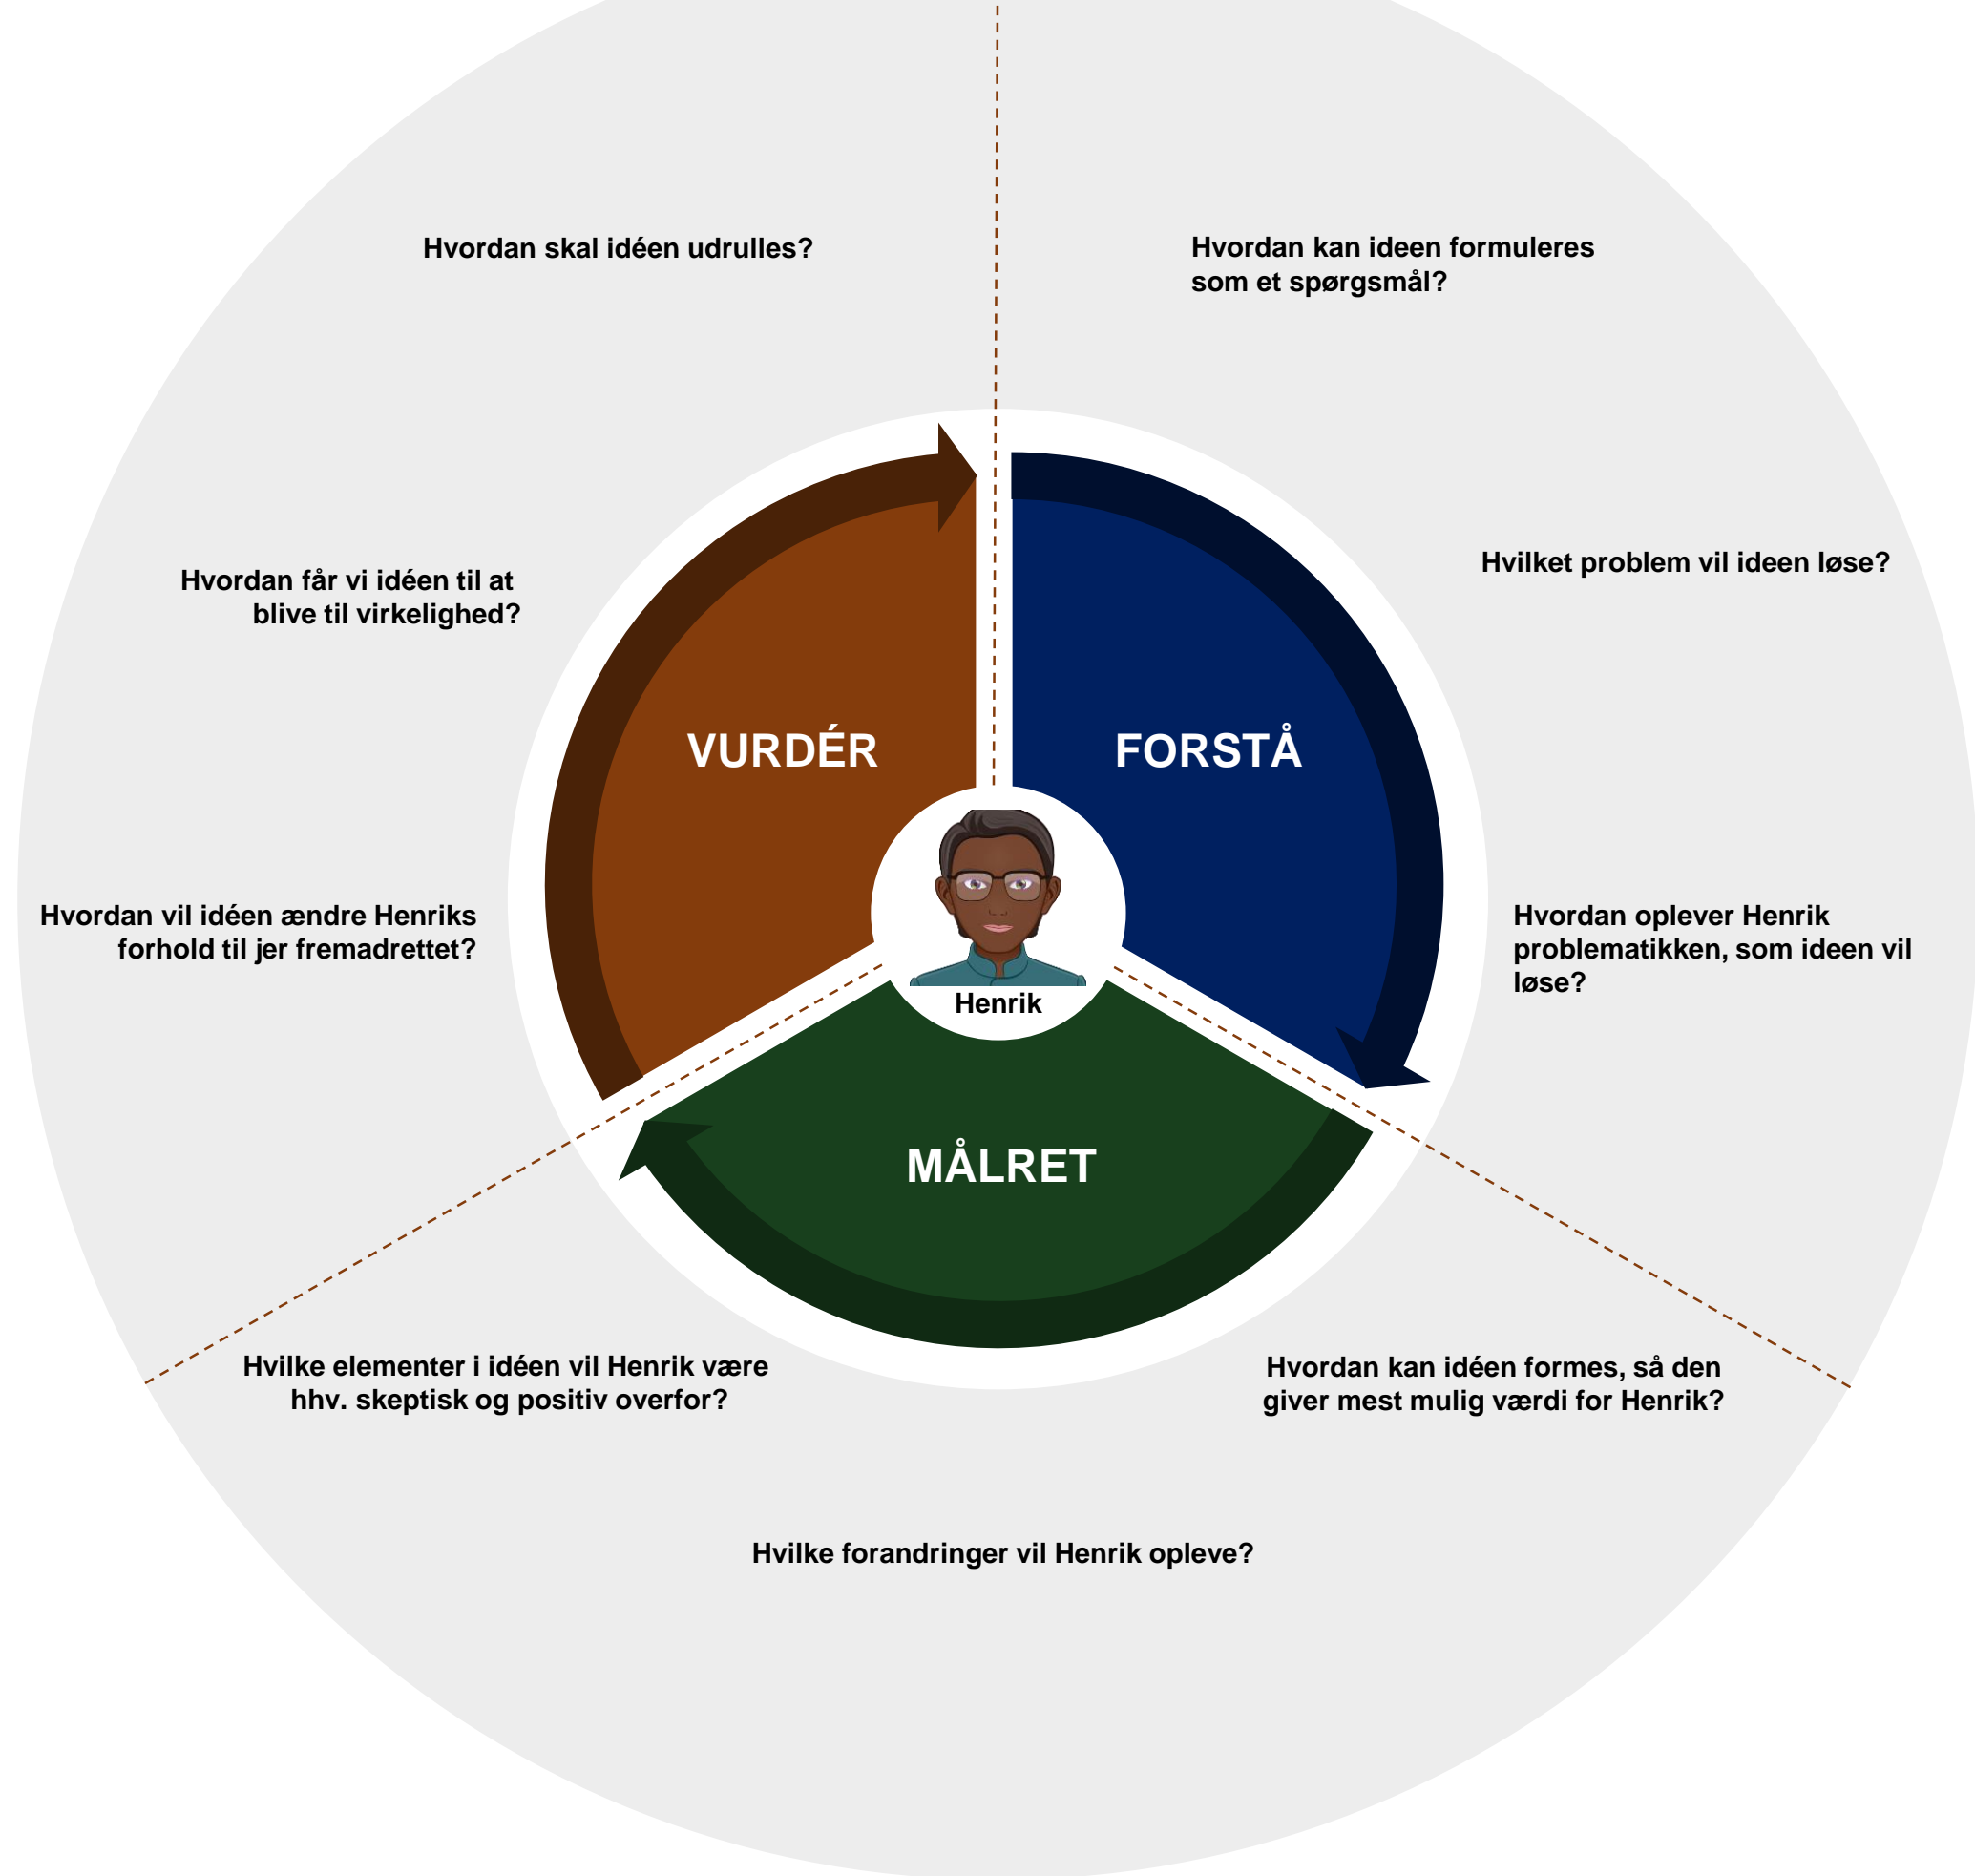 Hvordan skal idéen udrulles?
Hvordan kan ideen formuleres
som et spørgsmål?
Hvilket problem vil ideen løse?
Hvordan får vi idéen til at
blive til virkelighed?
VURDÉR
FORSTÅ
Hvordan vil idéen ændre Henriks
forhold til jer fremadrettet?
Hvordan oplever Henrik
problematikken, som ideen vil
løse?
Henrik
MÅLRET
Hvilke elementer i idéen vil Henrik være
hhv. skeptisk og positiv overfor?
Hvordan kan idéen formes, så den
giver mest mulig værdi for Henrik?
Hvilke forandringer vil Henrik opleve?